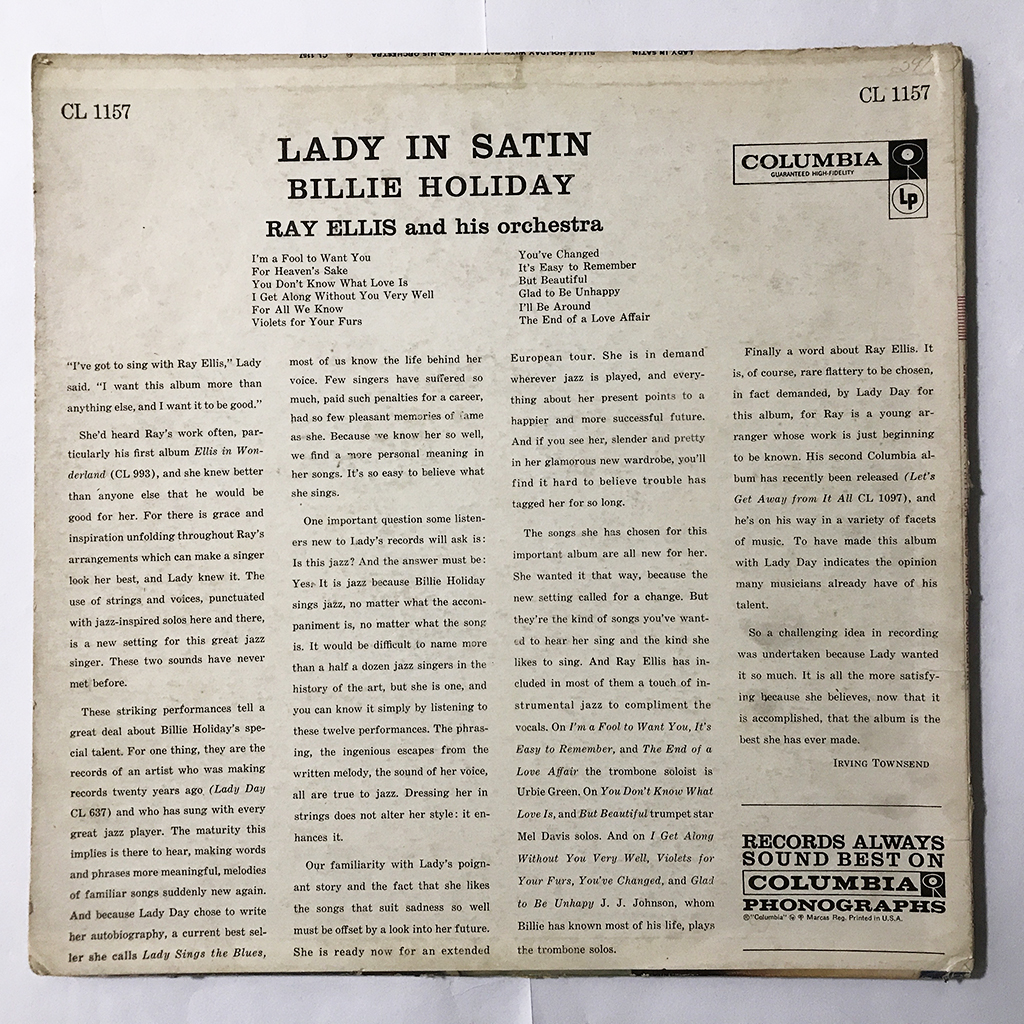 CL 1157
CL 1157
LADY IN SATIN
BILLIE HOLIDAY
RAY ELLIS and his orchestra
COLUMBIA
GUARANTEED HIGH-FIDELITY
Lp
I'm a Fool to Want You
For Heaven's Sake
You Don't Know What Love Is
I Get Along Without You Very Well
For All We Know
Violets for Your Furs
You've Changed
It's Easy to Remember
But Beautiful
Glad to Be Unhappy
I'll Be Around
The End of a Love Affair
"I've got to sing with Ray Ellis," Lady
said. "I want this album more than
anything else, and I want it to be good."
She'd heard Ray's work often, par-
ticularly his first album Ellis in Won-
derland (CL 993), and she knew better
than anyone else that he would be
good for her. For there is grace and
inspiration unfolding throughout Ray's
arrangements which can make a singer
look her best, and Lady knew it. The
use of strings and voices, punctuated
with jazz-inspired solos here and there,
is a new setting for this great jazz
singer. These two sounds have never
met before.
These striking performances tell a
great deal about Billie Holiday's spe-
cial talent. For one thing, they are the
records of an artist who was making
records twenty years ago (Lady Day
CL 637) and who has sung with every
great jazz player. The maturity this
implies is there to hear, making words
and phrases more meaningful, melodies
of familiar songs suddenly new again.
And because Lady Day chose to write
her autobiography, a current best sel-
ler she calls Lady Sings the Blues,
most of us know the life behind her
voice. Few singers have suffered so
much, paid such penalties for a career,
had so few pleasant memories of fame
as she. Because we know her so well,
we find a more personal meaning in
her songs. It's so easy to believe what
she sings.
One important question some listen-
ers new to Lady's records will ask is:
Is this jazz? And the answer must be:
Yes. It is jazz because Billie Holiday
sings jazz, no matter what the accom-
paniment is, no matter what the song
is. It would be difficult to name more
than a half a dozen jazz singers in the
history of the art, but she is one, and
you can know it simply by listening to
these twelve performances. The phras-
ing, the ingenious escapes from the
written melody, the sound of her voice,
all are true to jazz. Dressing her in
strings does not alter her style: it en-
hances it.
Our familiarity with Lady's poign-
ant story and the fact that she likes
the songs that suit sadness so well
must be offset by a look into her future.
She is ready now for an extended
European tour. She is in demand
wherever jazz is played, and every-
thing about her present points to a
happier and more successful future.
And if you see her, slender and pretty
in her glamorous new wardrobe, you'll
find it hard to believe trouble has
tagged her for so long.
The songs she has chosen for this
important album are all new for her.
She wanted it that way, because the
new setting called for a change. But
they're the kind of songs you've want-
ed to hear her sing and the kind she
likes to sing. And Ray Ellis has in-
cluded in most of them a touch of in-
strumental jazz to compliment the
vocals. On I'm a Fool to Want You, It's
Easy to Remember, and The End of a
Love Affair the trombone soloist is
Urbie Green. On You Don't Know What
Love Is, and But Beautiful trumpet star
Mel Davis solos. And on I Get Along
Without You Very Well, Violets for
Your Furs, You've Changed, and Glad
to Be Unhapy J. J. Johnson, whom
Billie has known most of his life, plays
the trombone solos.
Finally a word about Ray Ellis. It
is, of course, rare flattery to be chosen,
in fact demanded, by Lady Day for
this album, for Ray is a young ar-
ranger whose work is just beginning
to be known. His second Columbia al-
bum has recently been released (Let's
Get Away from It All CL 1097), and
he's on his way in a variety of facets
of music. To have made this album
with Lady Day indicates the opinion
many musicians already have of his
talent.
So a challenging idea in recording
was undertaken because Lady wanted
it so much. It is all the more satisfy-
ing because she believes, now that it
is accomplished, that the album is the
best she has ever made.
IRVING TOWNSEND
RECORDS ALWAYS
SOUND BEST ON
COLUMBIA
PHONOGRAPHS
©"Columbia" Marcas Reg. Printed in U.S.A.